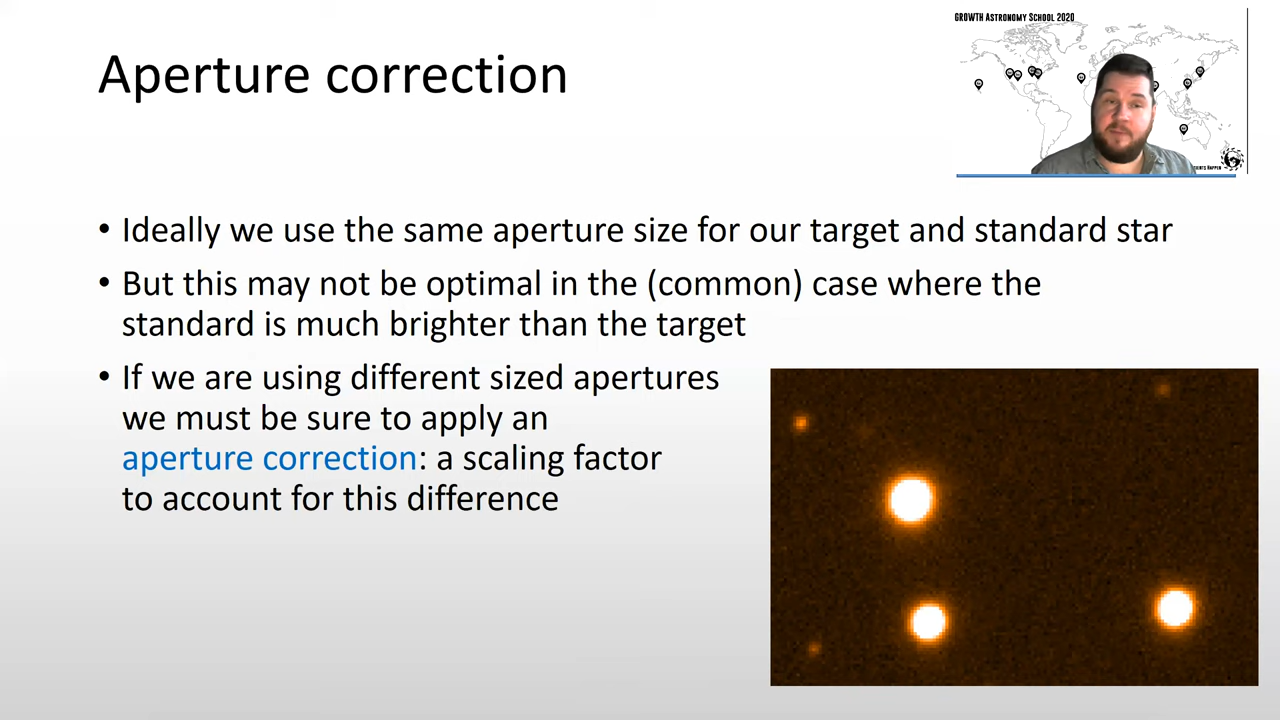 GROWTH ASTRONOMY SCHOOL 2020
Aperture correction
• Ideally we use the same aperture size for our target and standard star
• But this may not be optimal in the (common) case where the
standard is much brighter than the target
• If we are using different sized apertures
we must be sure to apply an
aperture correction: a scaling factor
to account for this difference